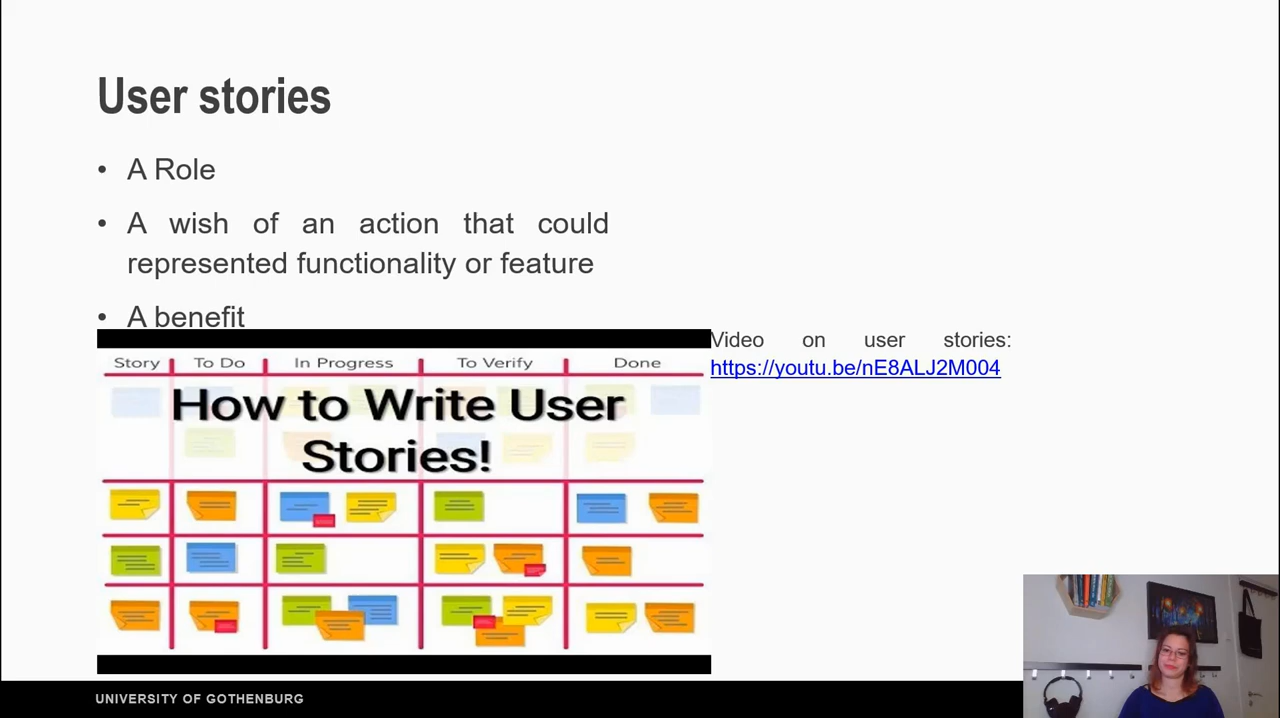 User stories
• A Role
• A wish of an action that could
represented functionality or feature
• A benefit
Video on user stories:
https://youtu.be/nE8ALJ2M004
Story To Do In Progress To Verify Done
How to Write User
Stories!
UNIVERSITY OF GOTHENBURG